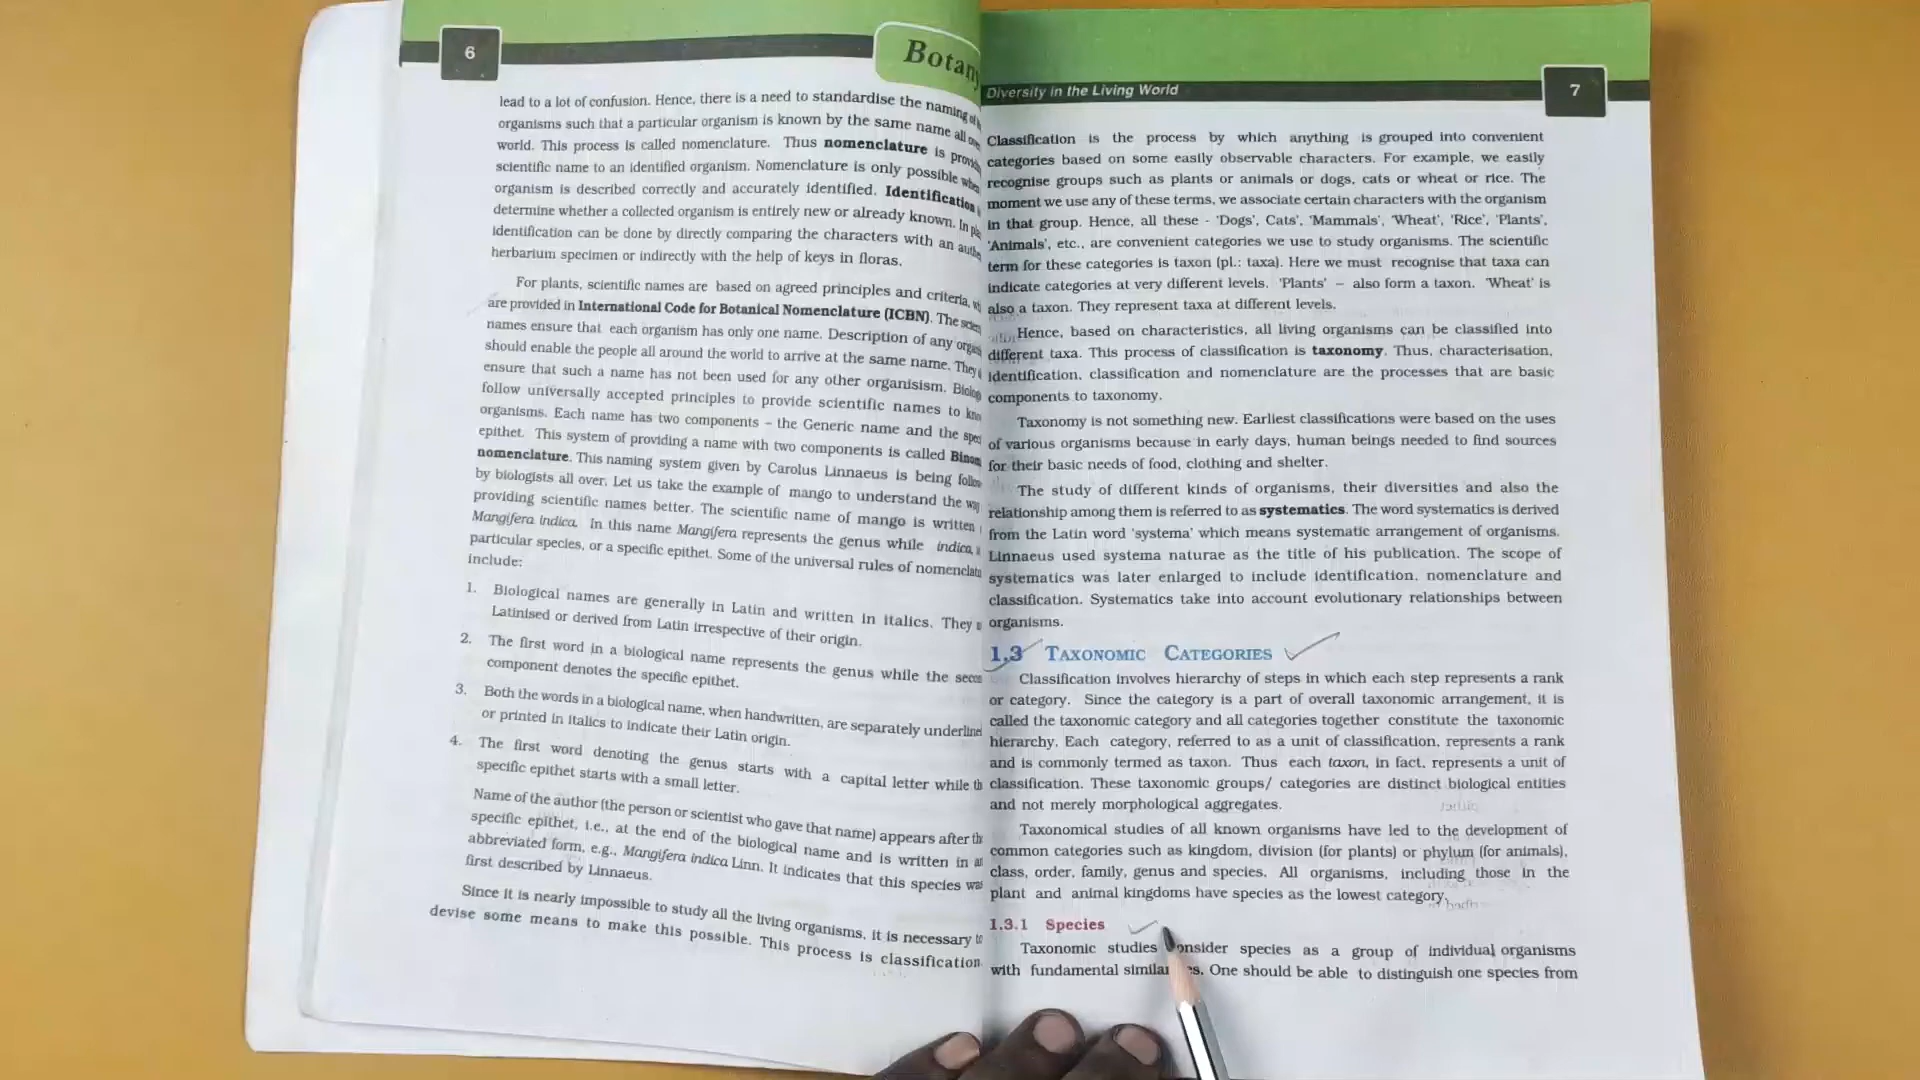 6
Botany
lead to a lot of confusion. Hence, there is a need to standardise the naming of
organisms such that a particular organism is known by the same name all over
world. This process is called nomenclature. Thus nomenclature is
scientific name to an identified organism. Nomenclature is only possible when
organism is described correctly and accurately identified. Identification
determine whether a collected organism is entirely new or already known. In
identification can be done by directly comparing the characters with an
herbarium specimen or indirectly with the help of keys in floras.
For plants, scientific names are based on agreed principles and criteria,
are provided in International Code for Botanical Nomenclature (ICBN). The
names ensure that each organism has only one name. Description of any
should enable the people all around the world to arrive at the same name. They
ensure that such a name has not been used for any other organisism.
follow universally accepted principles to provide scientific names to
organisms. Each name has two components – the Generic name and the
epithet. This system of providing a name with two components is called
nomenclature. This naming system given by Carolus Linnaeus is being
by biologists all over. Let us take the example of mango to understand the
providing scientific names better. The scientific name of mango is written
Mangifera indica. In this name Mangifera represents the genus while indica,
particular species, or a specific epithet. Some of the universal rules of
include:
1. Biological names are generally in Latin and written in italics. They
Latinised or derived from Latin irrespective of their origin.
2. The first word in a biological name represents the genus while the
component denotes the specific epithet.
3. Both the words in a biological name, when handwritten, are separately
or printed in italics to indicate their Latin origin.
4. The first word denoting the genus starts with a capital letter while
specific epithet starts with a small letter.
Name of the author (the person or scientist who gave that name) appears after
specific epithet, i.e., at the end of the biological name and is written in
abbreviated form, e.g., Mangifera indica Linn. It indicates that this species was
first described by Linnaeus.
Since it is nearly impossible to study all the living organisms, it is necessary to
devise some means to make this possible. This process is classification
Diversity in the Living World
7
Classification is the process by which anything is grouped into convenient
categories based on some easily observable characters. For example, we easily
recognise groups such as plants or animals or dogs, cats or wheat or rice. The
moment we use any of these terms, we associate certain characters with the organism
in that group. Hence, all these - 'Dogs', Cats', 'Mammals', 'Wheat', 'Rice', 'Plants',
'Animals', etc., are convenient categories we use to study organisms. The scientific
term for these categories is taxon (pl.: taxa). Here we must recognise that taxa can
indicate categories at very different levels. 'Plants' – also form a taxon. 'Wheat' is
also a taxon. They represent taxa at different levels.
Hence, based on characteristics, all living organisms can be classified into
different taxa. This process of classification is taxonomy. Thus, characterisation,
identification, classification and nomenclature are the processes that are basic
components to taxonomy.
Taxonomy is not something new. Earliest classifications were based on the uses
of various organisms because in early days, human beings needed to find sources
for their basic needs of food, clothing and shelter.
The study of different kinds of organisms, their diversities and also the
relationship among them is referred to as systematics. The word systematics is derived
from the Latin word 'systema' which means systematic arrangement of organisms.
Linnaeus used systema naturae as the title of his publication. The scope of
systematics was later enlarged to include identification, nomenclature and
classification. Systematics take into account evolutionary relationships between
organisms.
1.3 TAXONOMIC CATEGORIES
Classification involves hierarchy of steps in which each step represents a rank
or category. Since the category is a part of overall taxonomic arrangement, it is
called the taxonomic category and all categories together constitute the taxonomic
hierarchy. Each category, referred to as a unit of classification, represents a rank
and is commonly termed as taxon. Thus each taxon, in fact, represents a unit of
classification. These taxonomic groups/ categories are distinct biological entities
and not merely morphological aggregates.
Taxonomical studies of all known organisms have led to the development of
common categories such as kingdom, division (for plants) or phylum (for animals),
class, order, family, genus and species. All organisms, including those in the
plant and animal kingdoms have species as the lowest category.
1.3.1 Species
Taxonomic studies consider species as a group of individual organisms
with fundamental similarities. One should be able to distinguish one species from